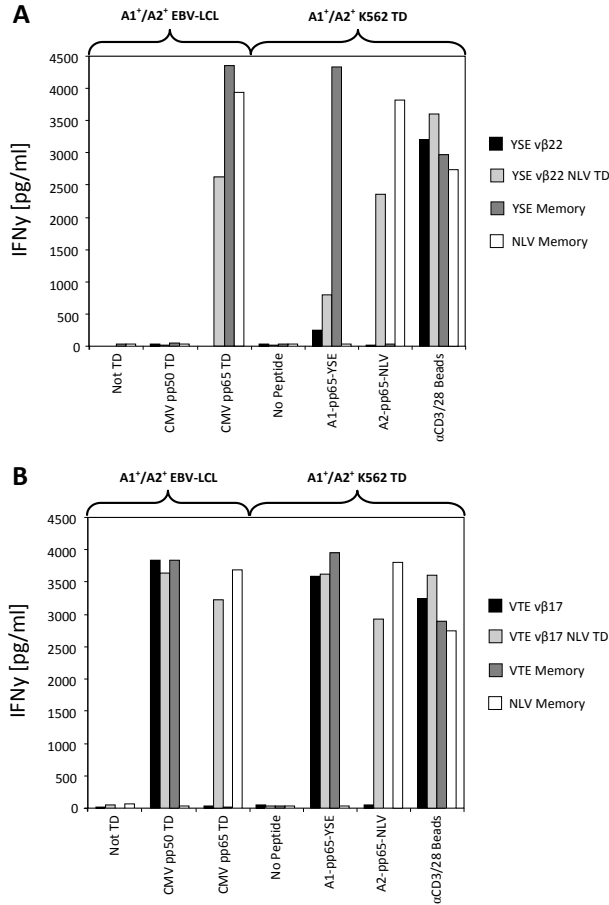 A
A1⁺/A2⁺ EBV-LCL
A1⁺/A2⁺ K562 TD
IFNy [pg/ml]
4500
4000
3500
3000
2500
2000
1500
1000
500
0
Not TD
CMV pp50 TD
CMV pp65 TD
No Peptide
A1-pp65-YSE
A2-pp65-NLV
αCD3/28 Beads
YSE vβ22
YSE vβ22 NLV TD
YSE Memory
NLV Memory
B
A1⁺/A2⁺ EBV-LCL
A1⁺/A2⁺ K562 TD
IFNy [pg/ml]
4500
4000
3500
3000
2500
2000
1500
1000
500
0
Not TD
CMV pp50 TD
CMV pp65 TD
No Peptide
A1-pp65-YSE
A2-pp65-NLV
αCD3/28 Beads
VTE vβ17
VTE vβ17 NLV TD
VTE Memory
NLV Memory